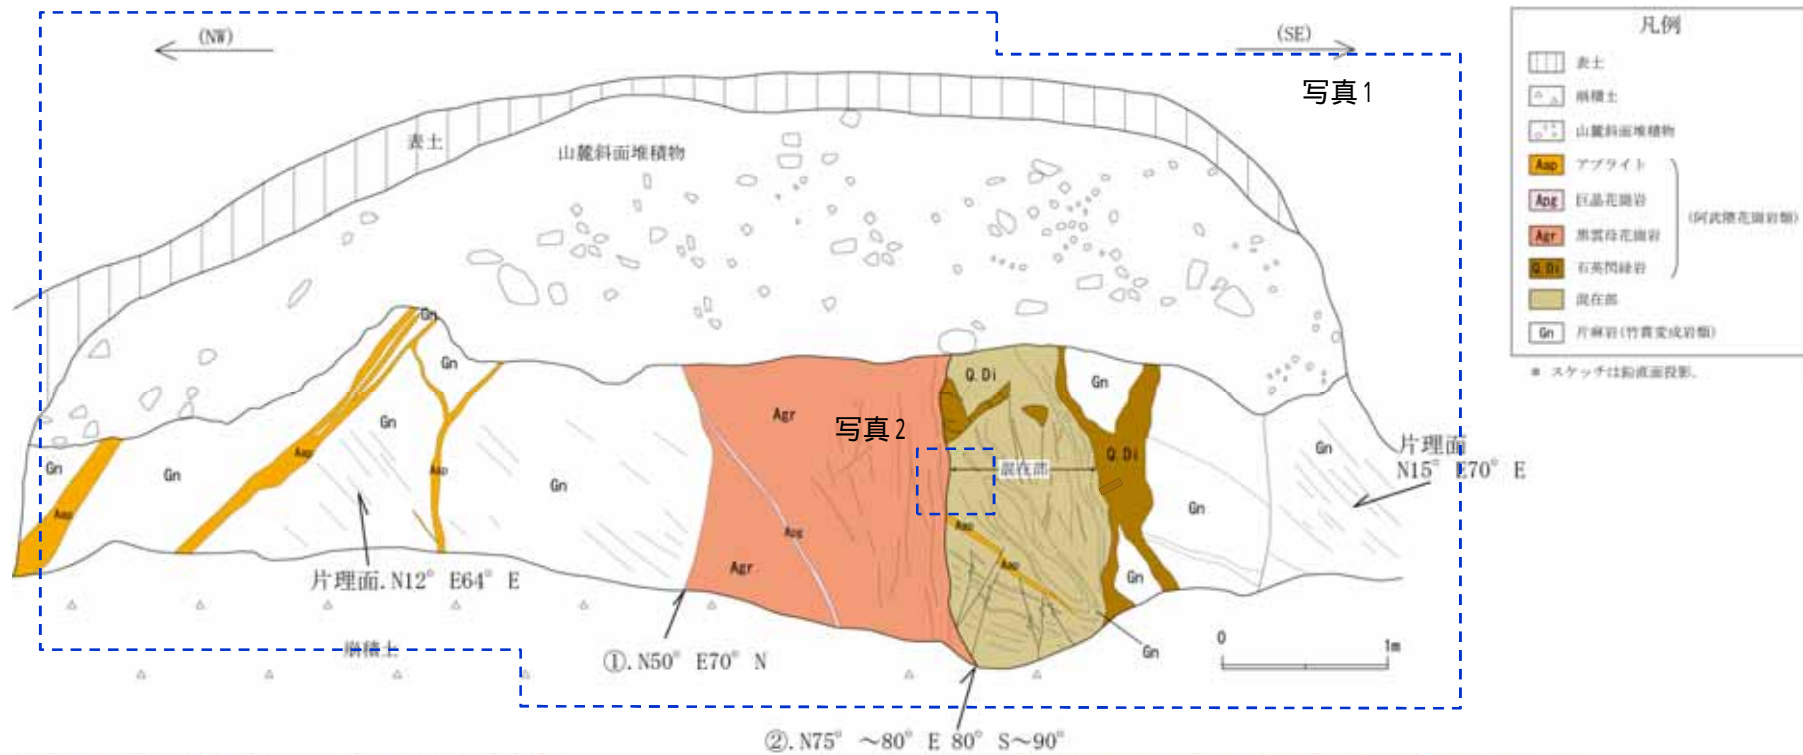 (NW)
(SE)
写真1
表土
山麓斜面堆積物
凡例
表土
崩積土
山麓斜面堆積物
Aap アプライト
Apg 巨晶花崗岩
Agr 黒雲母花崗岩
Q.Di 石英閃緑岩
(阿武隈花崗岩類)
混在部
Gn 片麻岩(竹貫変成岩類)
※ スケッチは鉛直面投影.
Gn
Gn
Q.Di
Gn
Agr
写真2
Gn
Gn
片理面
N15° E70° E
Gn
Gn
Aap
Aap
Gn
混在部
Q.Di
Gn
Aap
Aap
Apg
Aap
Agr
Gn
片理面.N12° E64° E
崩積土
①.N50° E70° N
Gn
0
1m
②.N75° ～80° E 80° S～90°